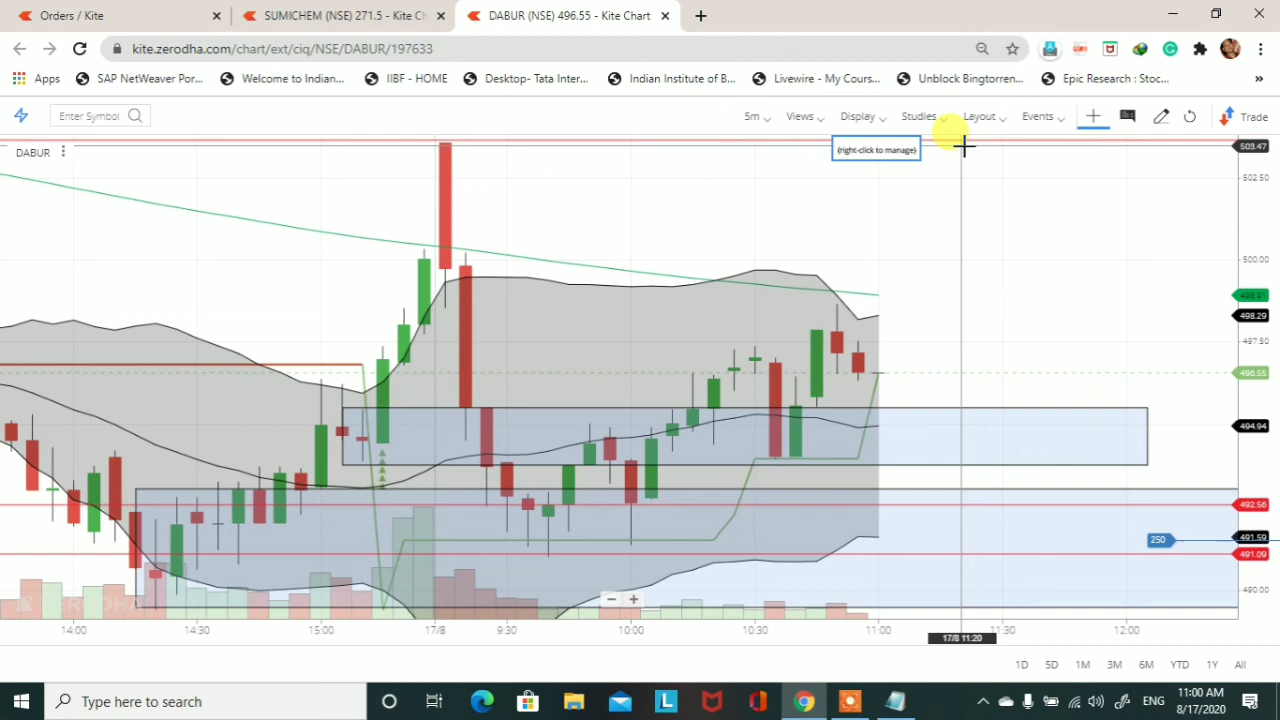 Orders / Kite
SUMICHEM (NSE) 271.5 - Kite Ch
DABUR (NSE) 496.55 - Kite Chart
kite.zerodha.com/chart/ext/ciq/NSE/DABUR/197633
Apps
SAP NetWeaver Por...
Welcome to Indian...
IIBF - HOME
Desktop- Tata Inter...
Indian Institute of B...
Livewire - My Cours...
Unblock Bingtorren...
Epic Research : Stoc...
»
Enter Symbol
5m
Views
Display
Studies
Layout
Events
Trade
DABUR
(right-click to manage)
503.47
502.50
500.00
498.91
498.29
497.50
496.55
494.94
492.56
250
491.59
491.09
490.00
ZERODHA
− +
14:00
14:30
15:00
17/8
9:30
10:00
10:30
11:00
17/8 11:20
11:30
12:00
1D
5D
1M
3M
6M
YTD
1Y
All
Type here to search
ENG
11:00 AM
8/17/2020